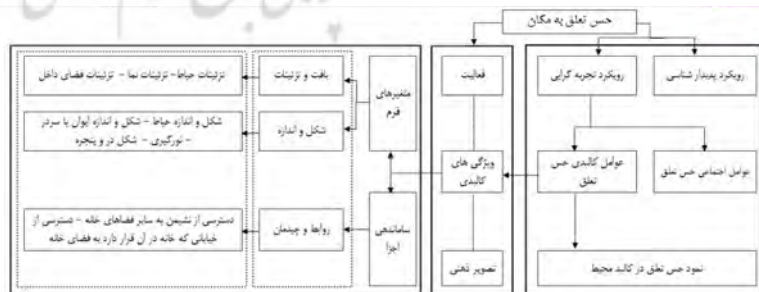 حس تعلق به مکان
رویکرد پدیدار شناسی
رویکرد تجربه گرایی
عوامل اجتماعی حس تعلق
عوامل کالبدی حس
تعلق
نمود حس تعلق در کالبد محیط
فعالیت
ویژگی های
کالبدی
تصویر ذهنی
متغیرهای
فرم
ساماندهی
اجزا
بافت و تزئینات
شکل و اندازه
روابط و چیدمان
تزئینات حیاط- تزئینات نما - تزئینات فضای داخل
شکل و اندازه حیاط - شکل و اندازه ایوان یا سردر
- نورگیری - شکل در و پنجره
دسترسی از نشیمن به سایر فضاهای خانه - دسترسی از
خیابانی که خانه در آن قرار دارد به فضای خانه